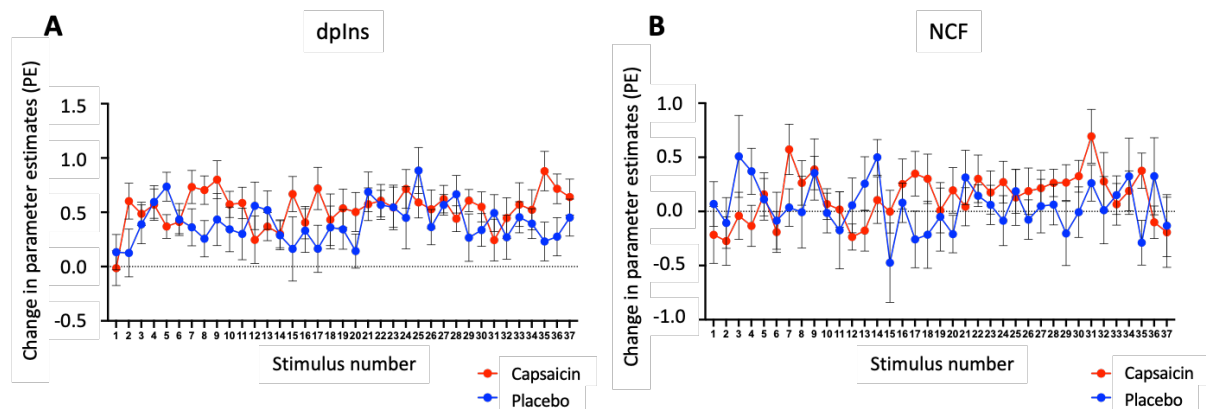 A
dpIns
Change in parameter estimates (PE)
1.5
1.0
0.5
0.0
-0.5
1 2 3 4 5 6 7 8 9 10 11 12 13 14 15 16 17 18 19 20 21 22 23 24 25 26 27 28 29 30 31 32 33 34 35 36 37
Stimulus number
Capsaicin
Placebo
B
NCF
Change in parameter estimates (PE)
1.0
0.5
0.0
-0.5
-1.0
1 2 3 4 5 6 7 8 9 10 11 12 13 14 15 16 17 18 19 20 21 22 23 24 25 26 27 28 29 30 31 32 33 34 35 36 37
Stimulus number
Capsaicin
Placebo